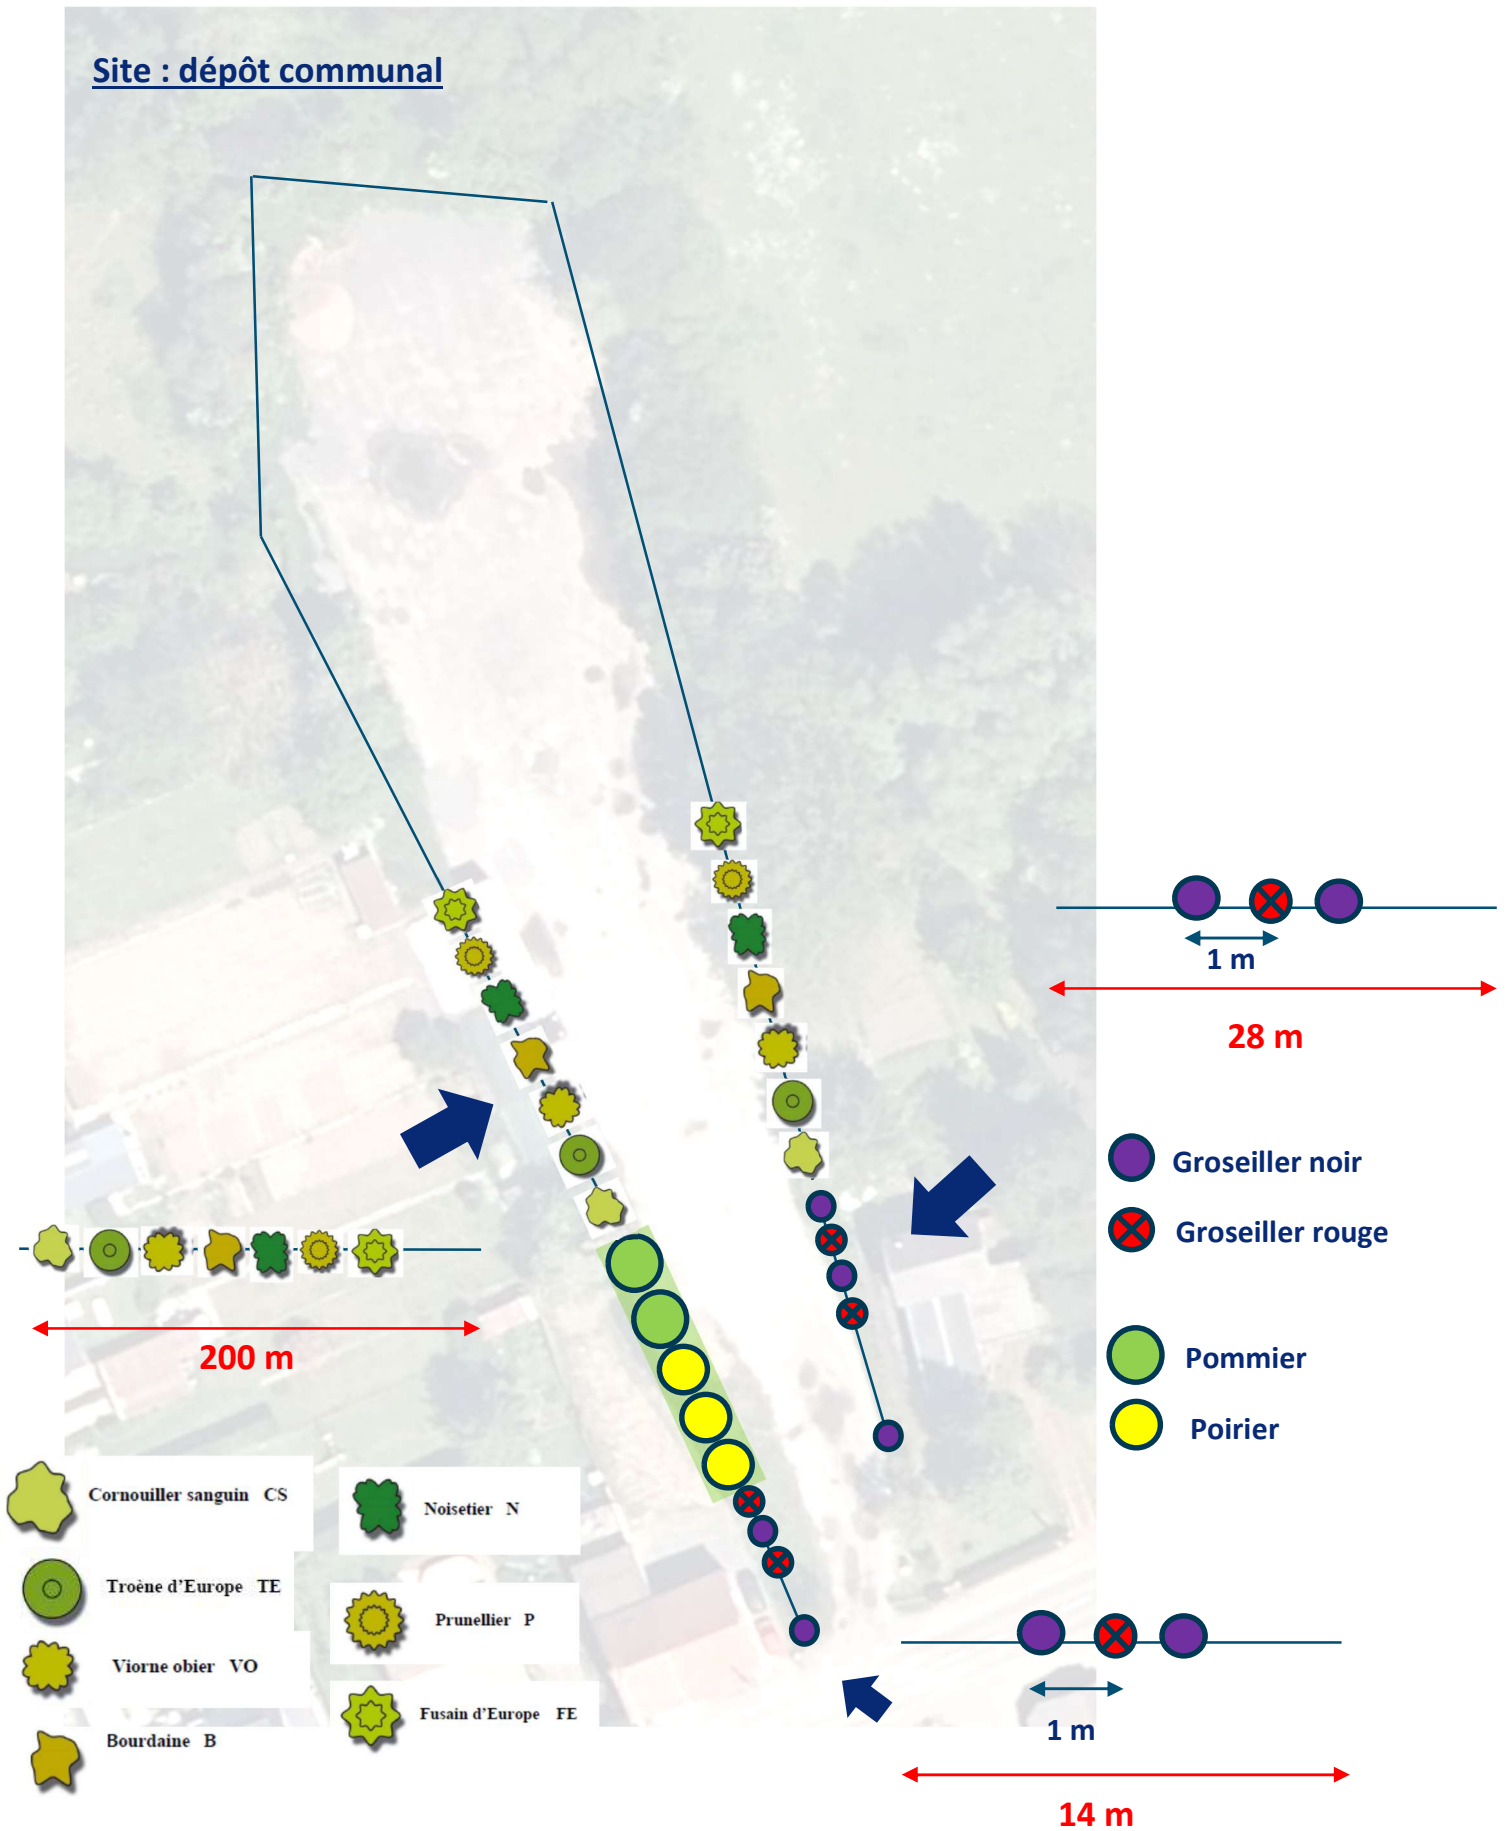 Site : dépôt communal
1 m
28 m
Groseiller noir
Groseiller rouge
200 m
Pommier
Poirier
Cornouiller sanguin CS
Noisetier N
Troène d'Europe TE
Prunellier P
Viorne obier VO
Fusain d'Europe FE
Bourdaine B
1 m
14 m